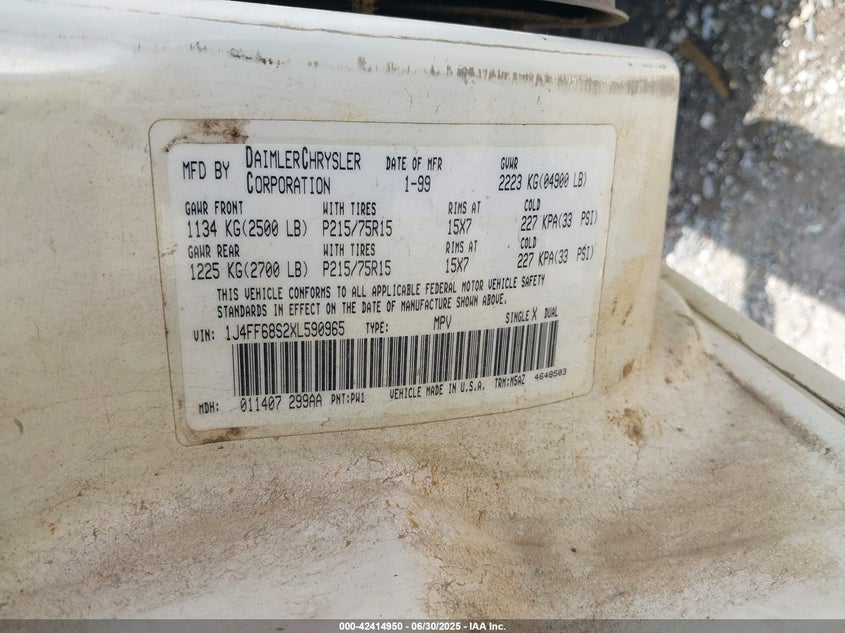 MFD BY DAIMLERCHRYSLER CORPORATION DATE OF MFR 1-99 GVWR 2223 KG(04900 LB)
GAWR FRONT WITH TIRES RIMS AT COLD
1134 KG(2500 LB) P215/75R15 15X7 227 KPA(33 PSI)
GAWR REAR WITH TIRES RIMS AT COLD
1225 KG(2700 LB) P215/75R15 15X7 227 KPA(33 PSI)
THIS VEHICLE CONFORMS TO ALL APPLICABLE FEDERAL MOTOR VEHICLE SAFETY
STANDARDS IN EFFECT ON THE DATE OF MANUFACTURE SHOWN ABOVE.
VIN: 1J4FF68S2XL590965 TYPE: MPV SINGLE X DUAL
MDH: 011407 299AA PNT:PW1 VEHICLE MADE IN U.S.A. TRM:M5AZ 4648503
000-42414950 - 06/30/2025 - COPYRIGHT © IAA